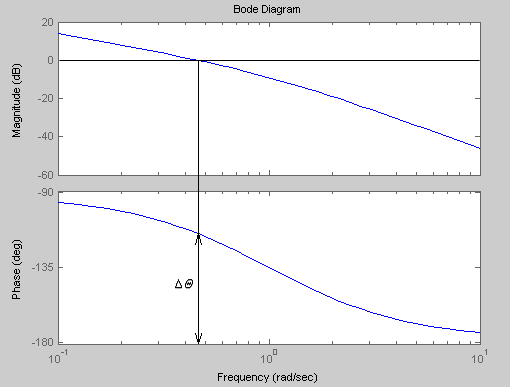 Bode Diagram
Magnitude (dB)
20
0
-20
-40
-60
Phase (deg)
-90
-135
-180
ΔΘ
10^-1
10^0
10^1
Frequency (rad/sec)